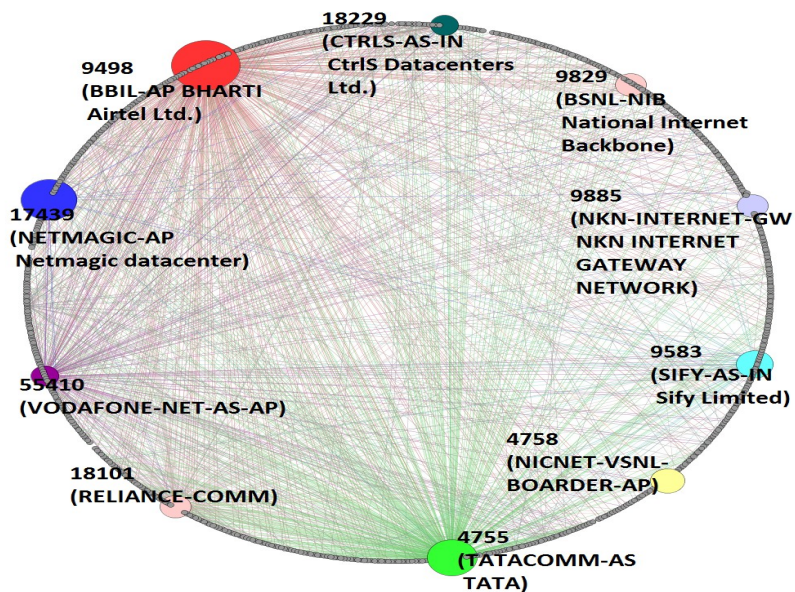 18229
(CTRLS-AS-IN
CtrlS Datacenters
Ltd.)
9498
(BBIL-AP BHARTI
Airtel Ltd.)
9829
(BSNL-NIB
National Internet
Backbone)
17439
(NETMAGIC-AP
Netmagic datacenter)
9885
(NKN-INTERNET-GW
NKN INTERNET
GATEWAY
NETWORK)
55410
(VODAFONE-NET-AS-AP)
9583
(SIFY-AS-IN
Sify Limited)
18101
(RELIANCE-COMM)
4758
(NICNET-VSNL-
BOARDER-AP)
4755
(TATACOMM-AS
TATA)